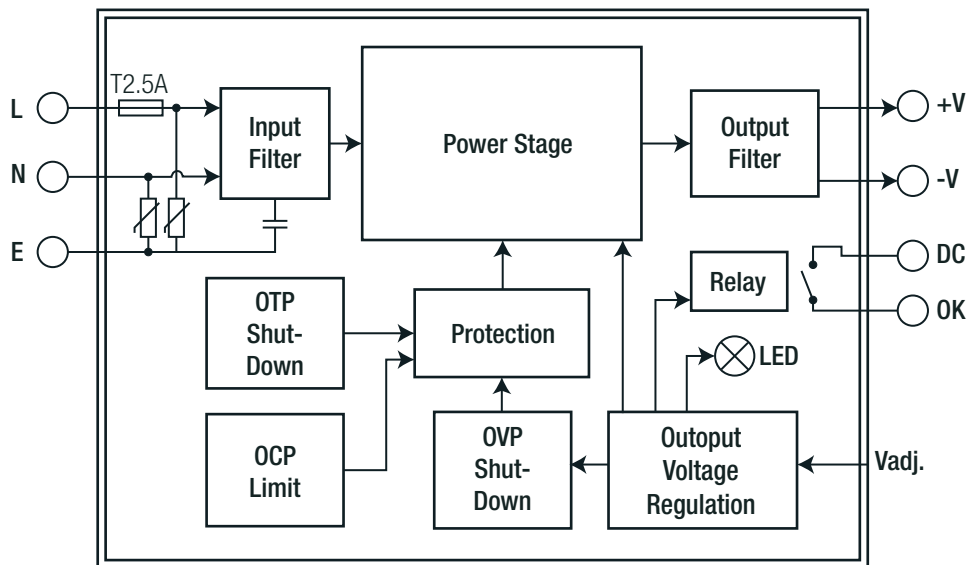 T2.5A
L
N
E
Input
Filter
Power Stage
Output
Filter
+V
-V
DC
OK
Relay
LED
OTP
Shut-
Down
Protection
OCP
Limit
OVP
Shut-
Down
Outoput
Voltage
Regulation
Vadj.